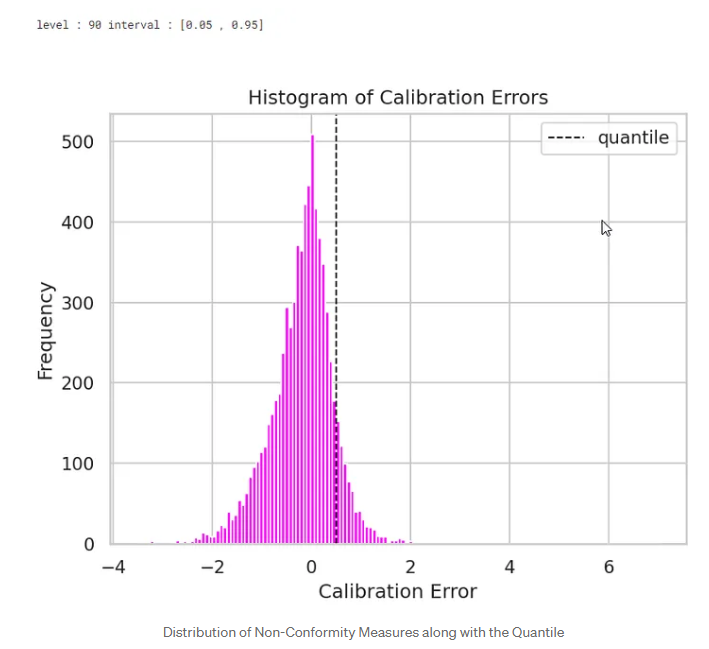 level : 90 interval : [0.05 , 0.95]
Histogram of Calibration Errors
quantile
500
400
300
200
100
0
Frequency
−4 −2 0 2 4 6
Calibration Error
Distribution of Non-Conformity Measures along with the Quantile